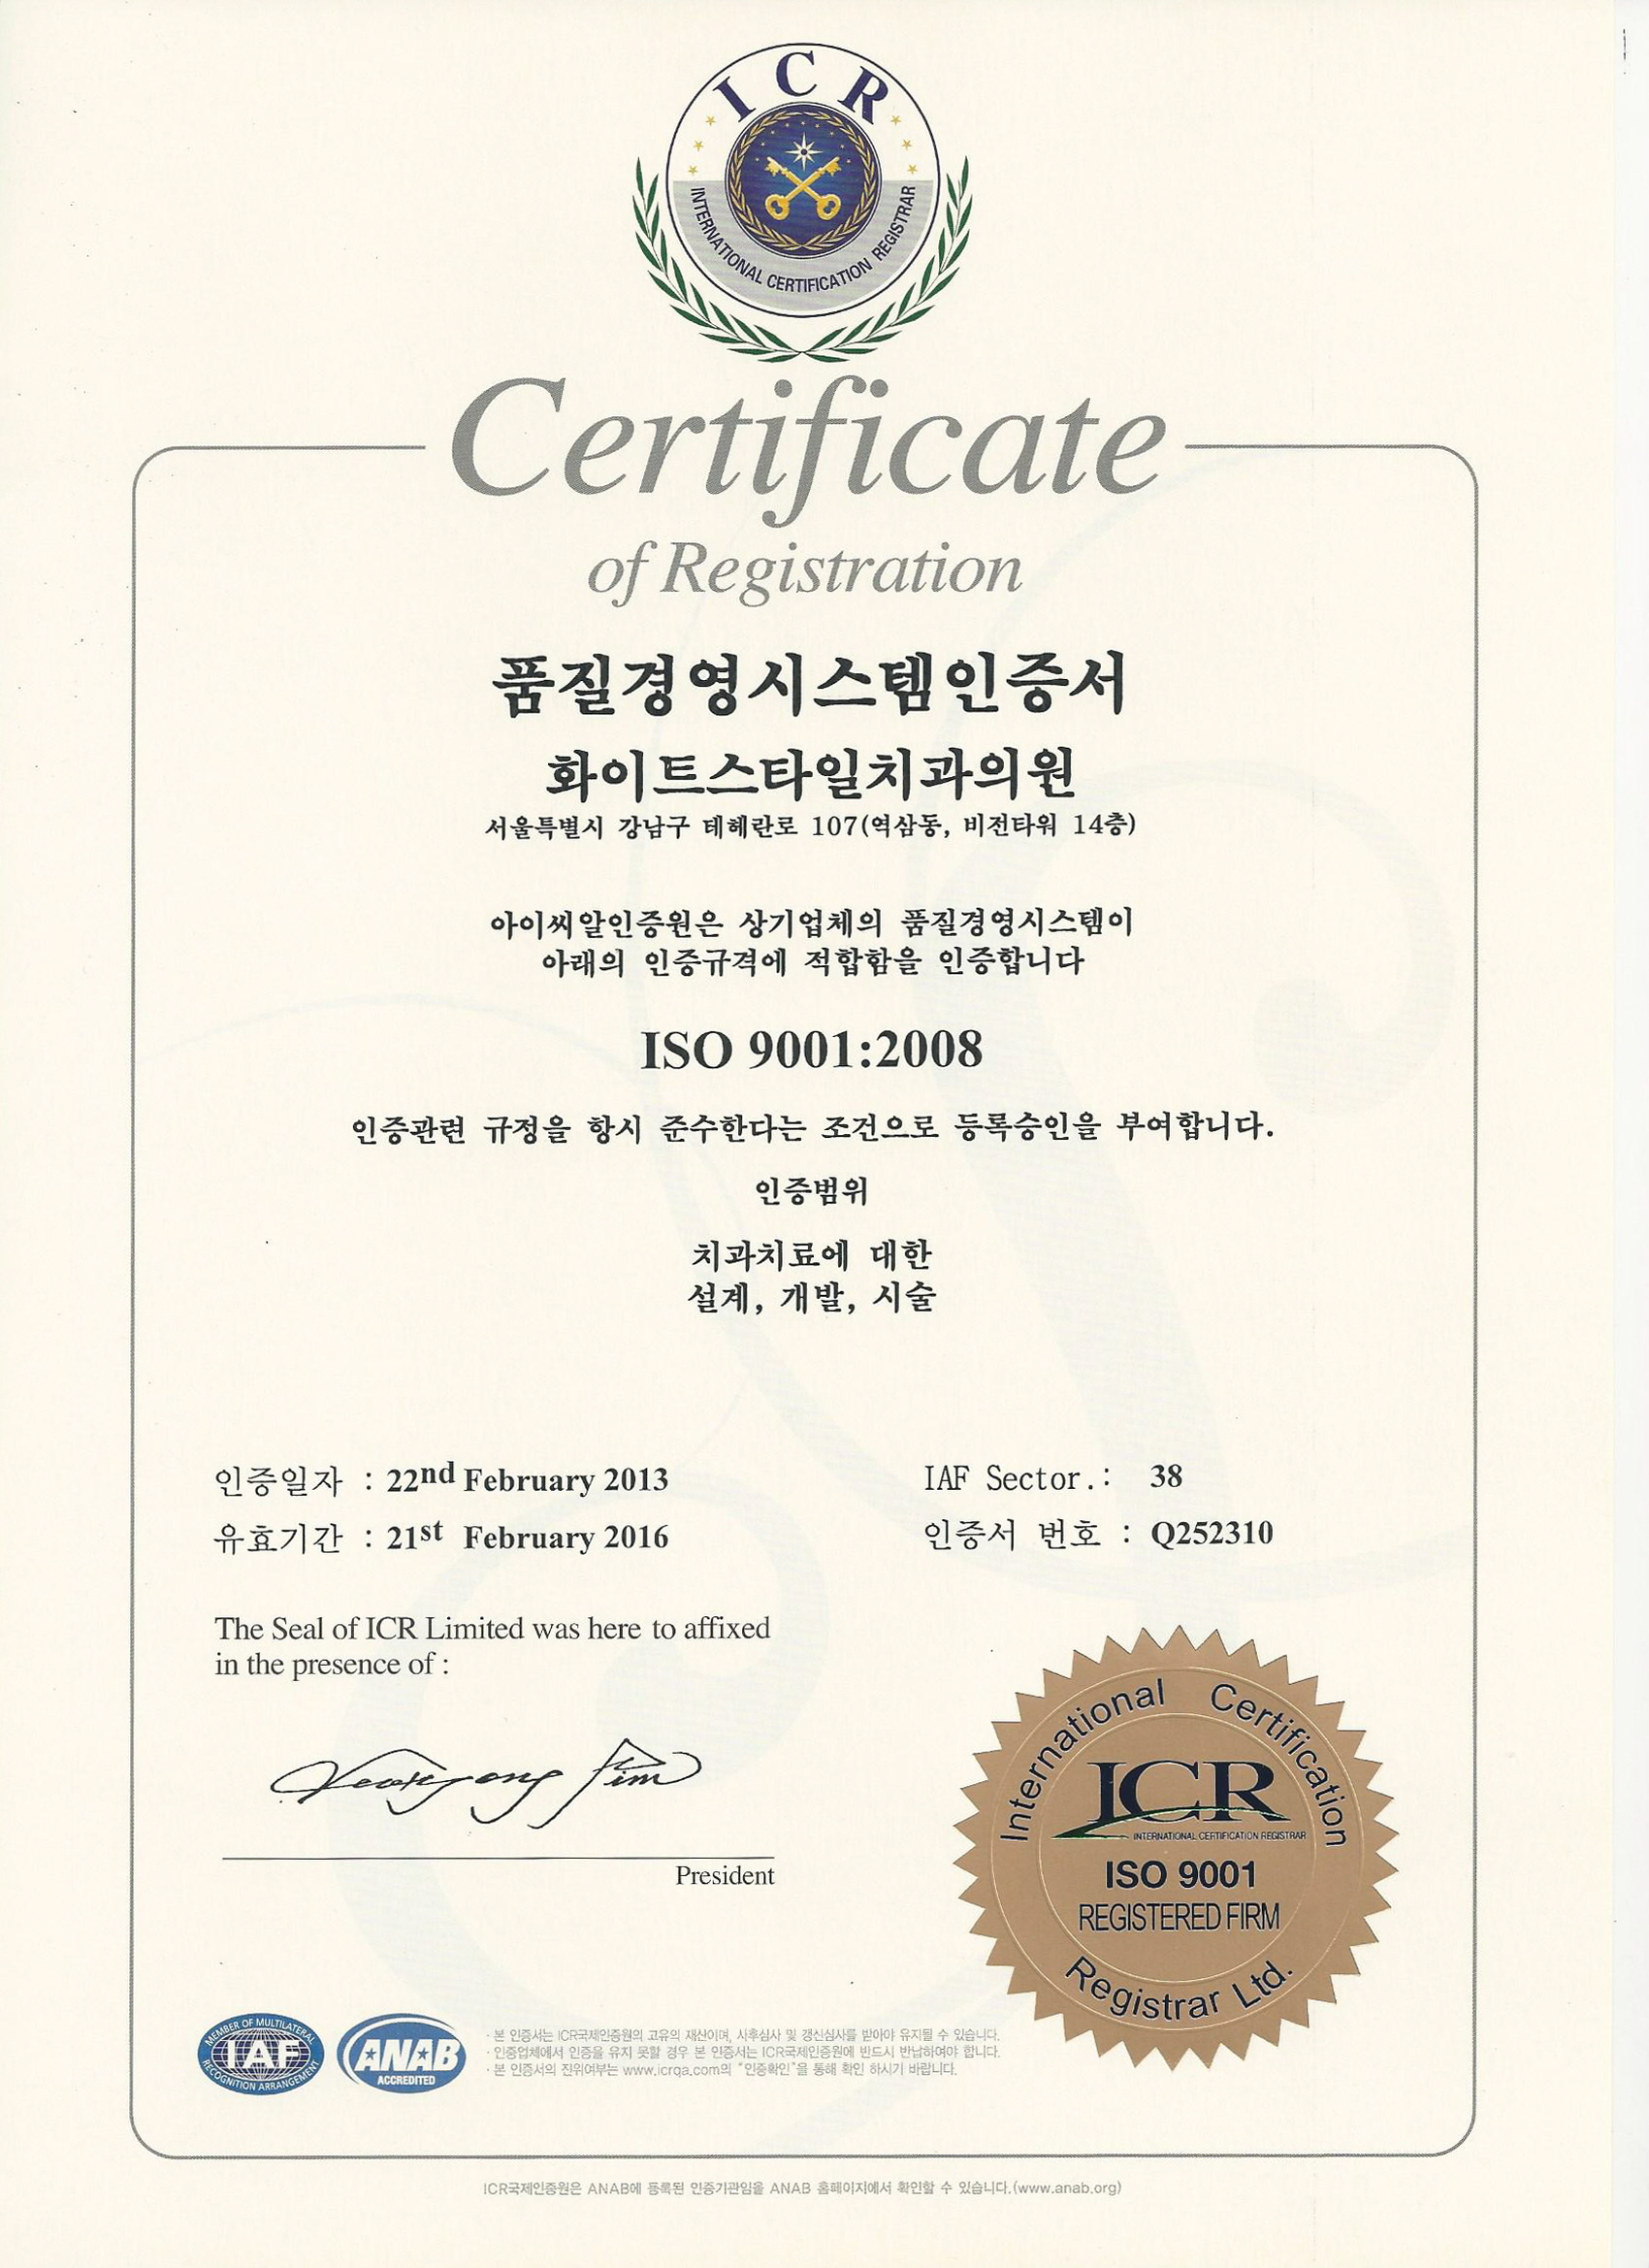 ICR
INTERNATIONAL CERTIFICATION REGISTRAR
Certificate
of Registration
품질경영시스템인증서
화이트스타일치과의원
서울특별시 강남구 테헤란로 107(역삼동, 비전타워 14층)
아이씨알인증원은 상기업체의 품질경영시스템이
아래의 인증규격에 적합함을 인증합니다
ISO 9001:2008
인증관련 규정을 항시 준수한다는 조건으로 등록승인을 부여합니다.
인증범위
치과치료에 대한
설계, 개발, 시술
인증일자 : 22nd February 2013
IAF Sector.: 38
유효기간 : 21st February 2016
인증서 번호 : Q252310
The Seal of ICR Limited was here to affixed
in the presence of :
President
International Certification
ICR
INTERNATIONAL CERTIFICATION REGISTRAR
ISO 9001
REGISTERED FIRM
Registrar Ltd.
MEMBER OF MULTILATERAL
IAF
RECOGNITION ARRANGEMENT
ANAB
ACCREDITED
· 본 인증서는 ICR국제인증원의 고유의 재산이며, 사후심사 및 갱신심사를 받아야 유지될 수 있습니다.
· 인증업체에서 인증을 유지 못할 경우 본 인증서는 ICR국제인증원에 반드시 반납하여야 합니다.
· 본 인증서의 진위여부는 www.icrqa.com의 "인증확인"을 통해 확인 하시기 바랍니다.
ICR국제인증원은 ANAB에 등록된 인증기관임을 ANAB 홈페이지에서 확인할 수 있습니다.(www.anab.org)